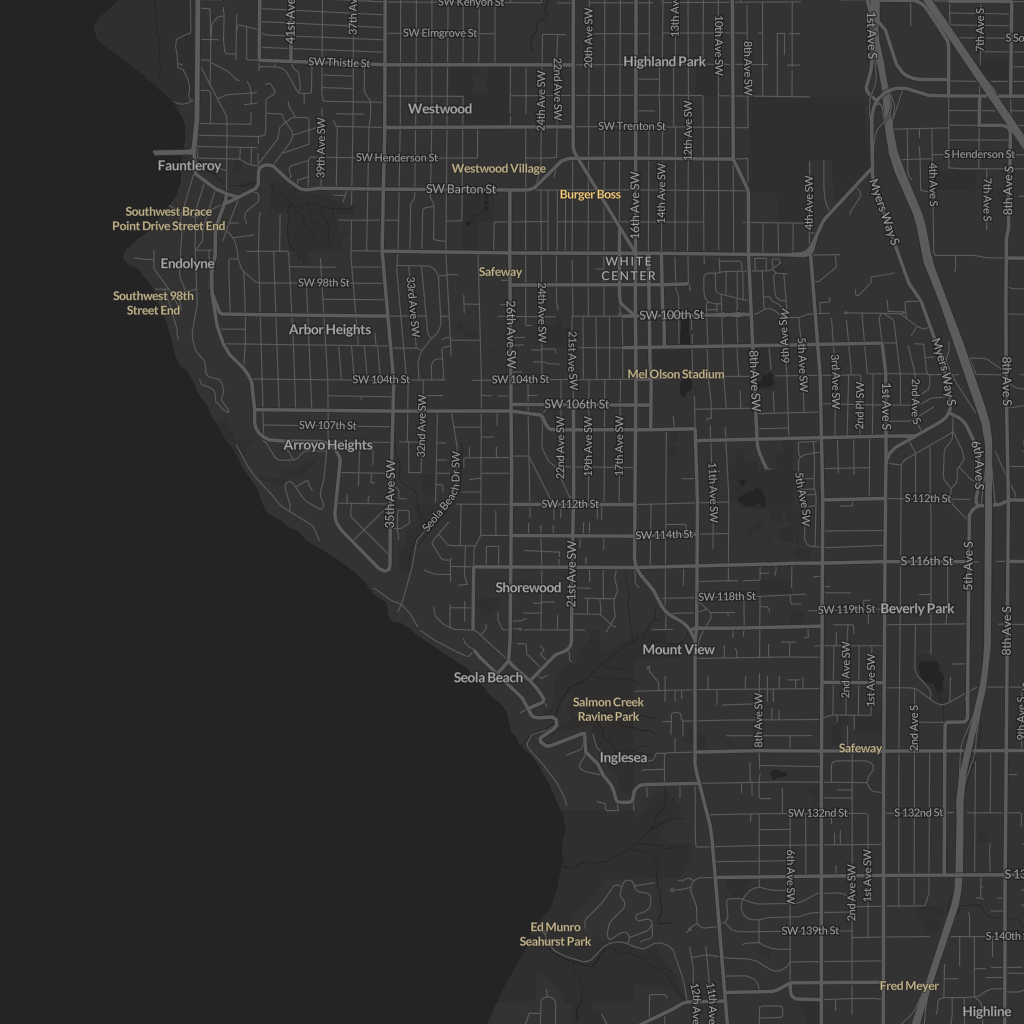 SW Kenyon St
41st Ave
37th Av
SW Elmgrove St
20th Ave SW
13th Av
10th Ave SW
8th Ave SW
1st Ave S
7th Ave S
S So
SW Thistle St
Highland Park
24th Ave SW
22nd Ave SW
Westwood
SW Trenton St
12th Ave SW
39th Ave SW
SW Henderson St
S Henderson St
Fauntleroy
Westwood Village
SW Barton St
Burger Boss
16th Ave SW
14th Ave SW
4th Ave SW
Myers Way S
4th Ave S
7th Ave S
8th Ave S
Southwest Brace
Point Drive Street End
Endolyne
WHITE
CENTER
Safeway
SW 98th St
Southwest 98th
Street End
33rd Ave SW
26th Ave SW
24th Ave SW
SW 100th St
Arbor Heights
21st Ave SW
6th Ave SW
5th Ave SW
8th Ave SW
3rd Ave SW
Myers Way S
8th Ave S
Mel Olson Stadium
SW 104th St
SW 104th St
2nd Pl SW
1st Ave S
2nd Ave S
SW 106th St
SW 107th St
32nd Ave SW
Arroyo Heights
22nd Ave SW
19th Ave SW
17th Ave SW
6th Ave S
35th Ave SW
Seola Beach Dr SW
11th Ave SW
5th Ave SW
SW 112th St
S 112th St
SW 114th St
S 116th St
5th Ave S
Shorewood
21st Ave SW
SW 118th St
SW 119th St
Beverly Park
8th Ave S
Mount View
2nd Ave SW
1st Ave SW
Seola Beach
Salmon Creek
Ravine Park
8th Ave SW
2nd Ave S
9th Ave S
Safeway
Inglesea
SW 132nd St
S 132nd St
6th Ave SW
2nd Ave SW
1st Ave SW
S 13
Ed Munro
Seahurst Park
SW 139th St
S 140th S
Fred Meyer
12th Ave
11th Ave
Highline